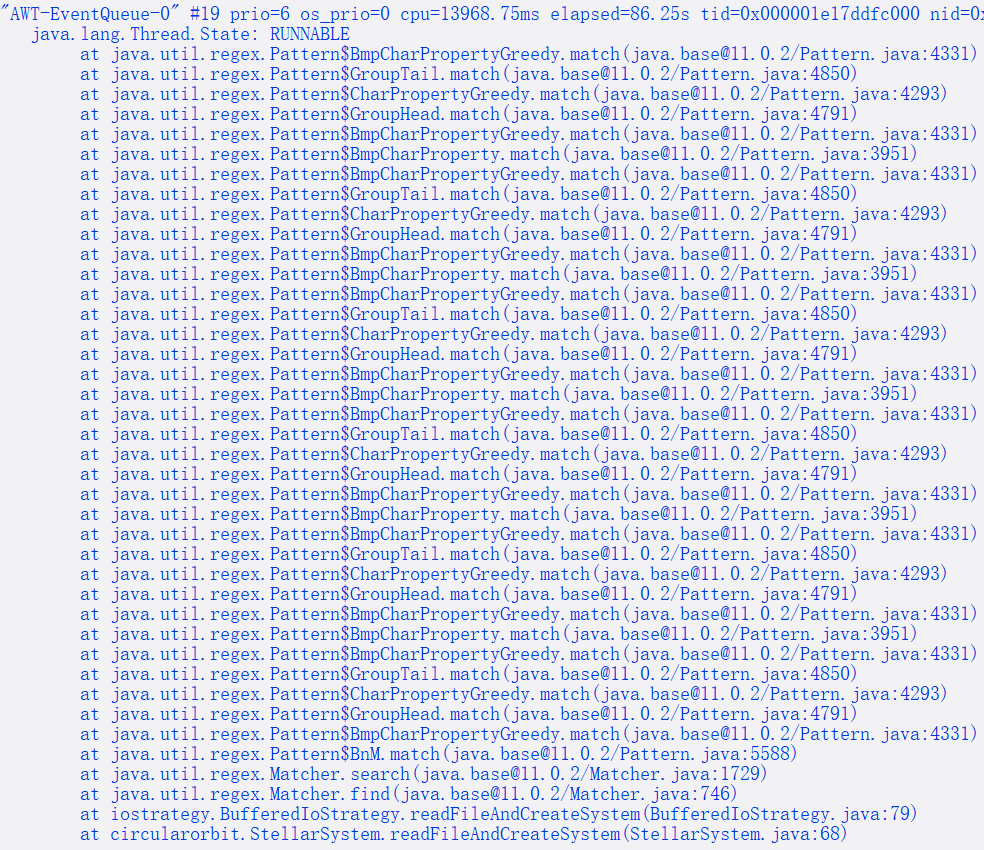 "AWT-EventQueue-0" #19 prio=6 os_prio=0 cpu=13968.75ms elapsed=86.25s tid=0x000001e17ddfc000 nid=0x
java.lang.Thread.State: RUNNABLE
at java.util.regex.Pattern$BmpCharPropertyGreedy.match(java.base@11.0.2/Pattern.java:4331)
at java.util.regex.Pattern$GroupTail.match(java.base@11.0.2/Pattern.java:4850)
at java.util.regex.Pattern$CharPropertyGreedy.match(java.base@11.0.2/Pattern.java:4293)
at java.util.regex.Pattern$GroupHead.match(java.base@11.0.2/Pattern.java:4791)
at java.util.regex.Pattern$BmpCharPropertyGreedy.match(java.base@11.0.2/Pattern.java:4331)
at java.util.regex.Pattern$BmpCharProperty.match(java.base@11.0.2/Pattern.java:3951)
at java.util.regex.Pattern$BmpCharPropertyGreedy.match(java.base@11.0.2/Pattern.java:4331)
at java.util.regex.Pattern$GroupTail.match(java.base@11.0.2/Pattern.java:4850)
at java.util.regex.Pattern$CharPropertyGreedy.match(java.base@11.0.2/Pattern.java:4293)
at java.util.regex.Pattern$GroupHead.match(java.base@11.0.2/Pattern.java:4791)
at java.util.regex.Pattern$BmpCharPropertyGreedy.match(java.base@11.0.2/Pattern.java:4331)
at java.util.regex.Pattern$BmpCharProperty.match(java.base@11.0.2/Pattern.java:3951)
at java.util.regex.Pattern$BmpCharPropertyGreedy.match(java.base@11.0.2/Pattern.java:4331)
at java.util.regex.Pattern$GroupTail.match(java.base@11.0.2/Pattern.java:4850)
at java.util.regex.Pattern$CharPropertyGreedy.match(java.base@11.0.2/Pattern.java:4293)
at java.util.regex.Pattern$GroupHead.match(java.base@11.0.2/Pattern.java:4791)
at java.util.regex.Pattern$BmpCharPropertyGreedy.match(java.base@11.0.2/Pattern.java:4331)
at java.util.regex.Pattern$BmpCharProperty.match(java.base@11.0.2/Pattern.java:3951)
at java.util.regex.Pattern$BmpCharPropertyGreedy.match(java.base@11.0.2/Pattern.java:4331)
at java.util.regex.Pattern$GroupTail.match(java.base@11.0.2/Pattern.java:4850)
at java.util.regex.Pattern$CharPropertyGreedy.match(java.base@11.0.2/Pattern.java:4293)
at java.util.regex.Pattern$GroupHead.match(java.base@11.0.2/Pattern.java:4791)
at java.util.regex.Pattern$BmpCharPropertyGreedy.match(java.base@11.0.2/Pattern.java:4331)
at java.util.regex.Pattern$BmpCharProperty.match(java.base@11.0.2/Pattern.java:3951)
at java.util.regex.Pattern$BmpCharPropertyGreedy.match(java.base@11.0.2/Pattern.java:4331)
at java.util.regex.Pattern$GroupTail.match(java.base@11.0.2/Pattern.java:4850)
at java.util.regex.Pattern$CharPropertyGreedy.match(java.base@11.0.2/Pattern.java:4293)
at java.util.regex.Pattern$GroupHead.match(java.base@11.0.2/Pattern.java:4791)
at java.util.regex.Pattern$BmpCharPropertyGreedy.match(java.base@11.0.2/Pattern.java:4331)
at java.util.regex.Pattern$BmpCharProperty.match(java.base@11.0.2/Pattern.java:3951)
at java.util.regex.Pattern$BmpCharPropertyGreedy.match(java.base@11.0.2/Pattern.java:4331)
at java.util.regex.Pattern$GroupTail.match(java.base@11.0.2/Pattern.java:4850)
at java.util.regex.Pattern$CharPropertyGreedy.match(java.base@11.0.2/Pattern.java:4293)
at java.util.regex.Pattern$GroupHead.match(java.base@11.0.2/Pattern.java:4791)
at java.util.regex.Pattern$BmpCharPropertyGreedy.match(java.base@11.0.2/Pattern.java:4331)
at java.util.regex.Pattern$BnM.match(java.base@11.0.2/Pattern.java:5588)
at java.util.regex.Matcher.search(java.base@11.0.2/Matcher.java:1729)
at java.util.regex.Matcher.find(java.base@11.0.2/Matcher.java:746)
at iostrategy.BufferedIoStrategy.readFileAndCreateSystem(BufferedIoStrategy.java:79)
at circularorbit.StellarSystem.readFileAndCreateSystem(StellarSystem.java:68)